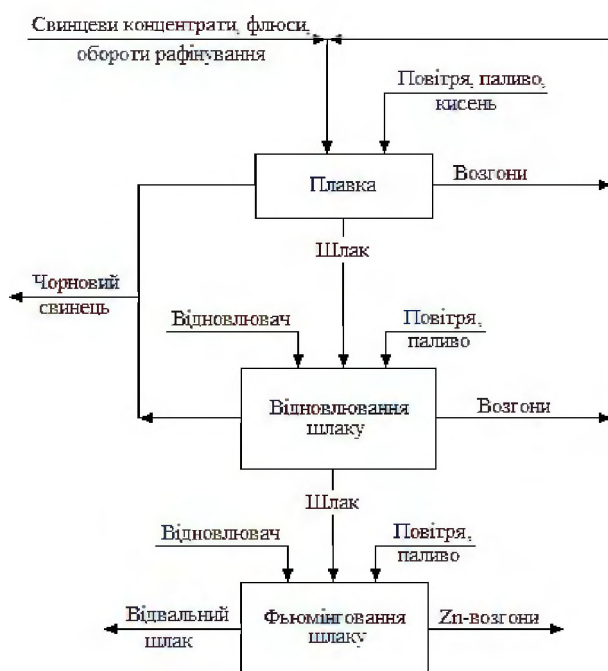 Свинцеви концентрати, флюси,
обороти рафінування
Повітря, паливо,
кисень
Плавка
Возгони
Шлак
Чорновий
свинець
Відновлювач
Повітря,
паливо
Відновлювання
шлаку
Возгони
Шлак
Відновлювач
Повітря,
паливо
Відвальний
шлак
Фьюмінговання
шлаку
Zn-возгони